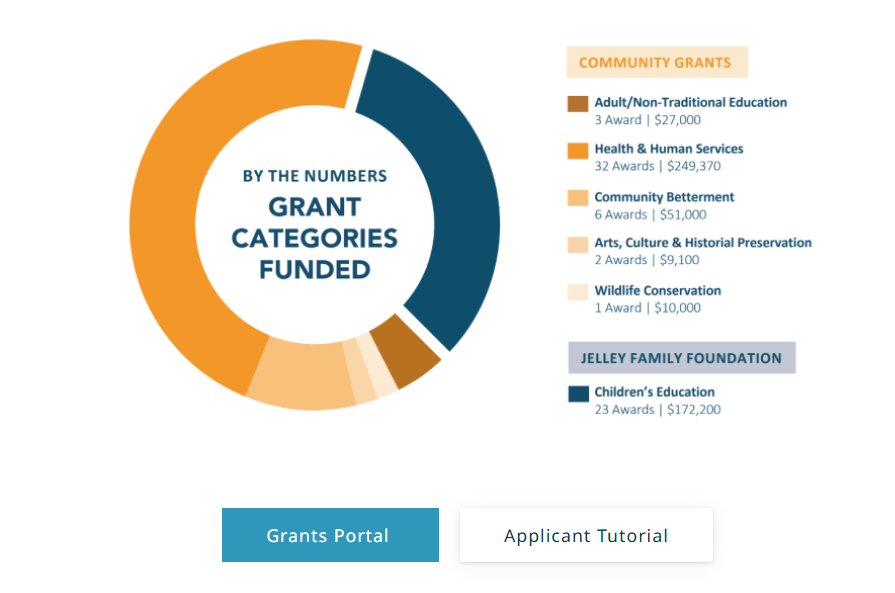 BY THE NUMBERS
GRANT
CATEGORIES
FUNDED
COMMUNITY GRANTS
Adult/Non-Traditional Education
3 Award | $27,000
Health & Human Services
32 Awards | $249,370
Community Betterment
6 Awards | $51,000
Arts, Culture & Historial Preservation
2 Awards | $9,100
Wildlife Conservation
1 Award | $10,000
JELLEY FAMILY FOUNDATION
Children's Education
23 Awards | $172,200
Grants Portal
Applicant Tutorial